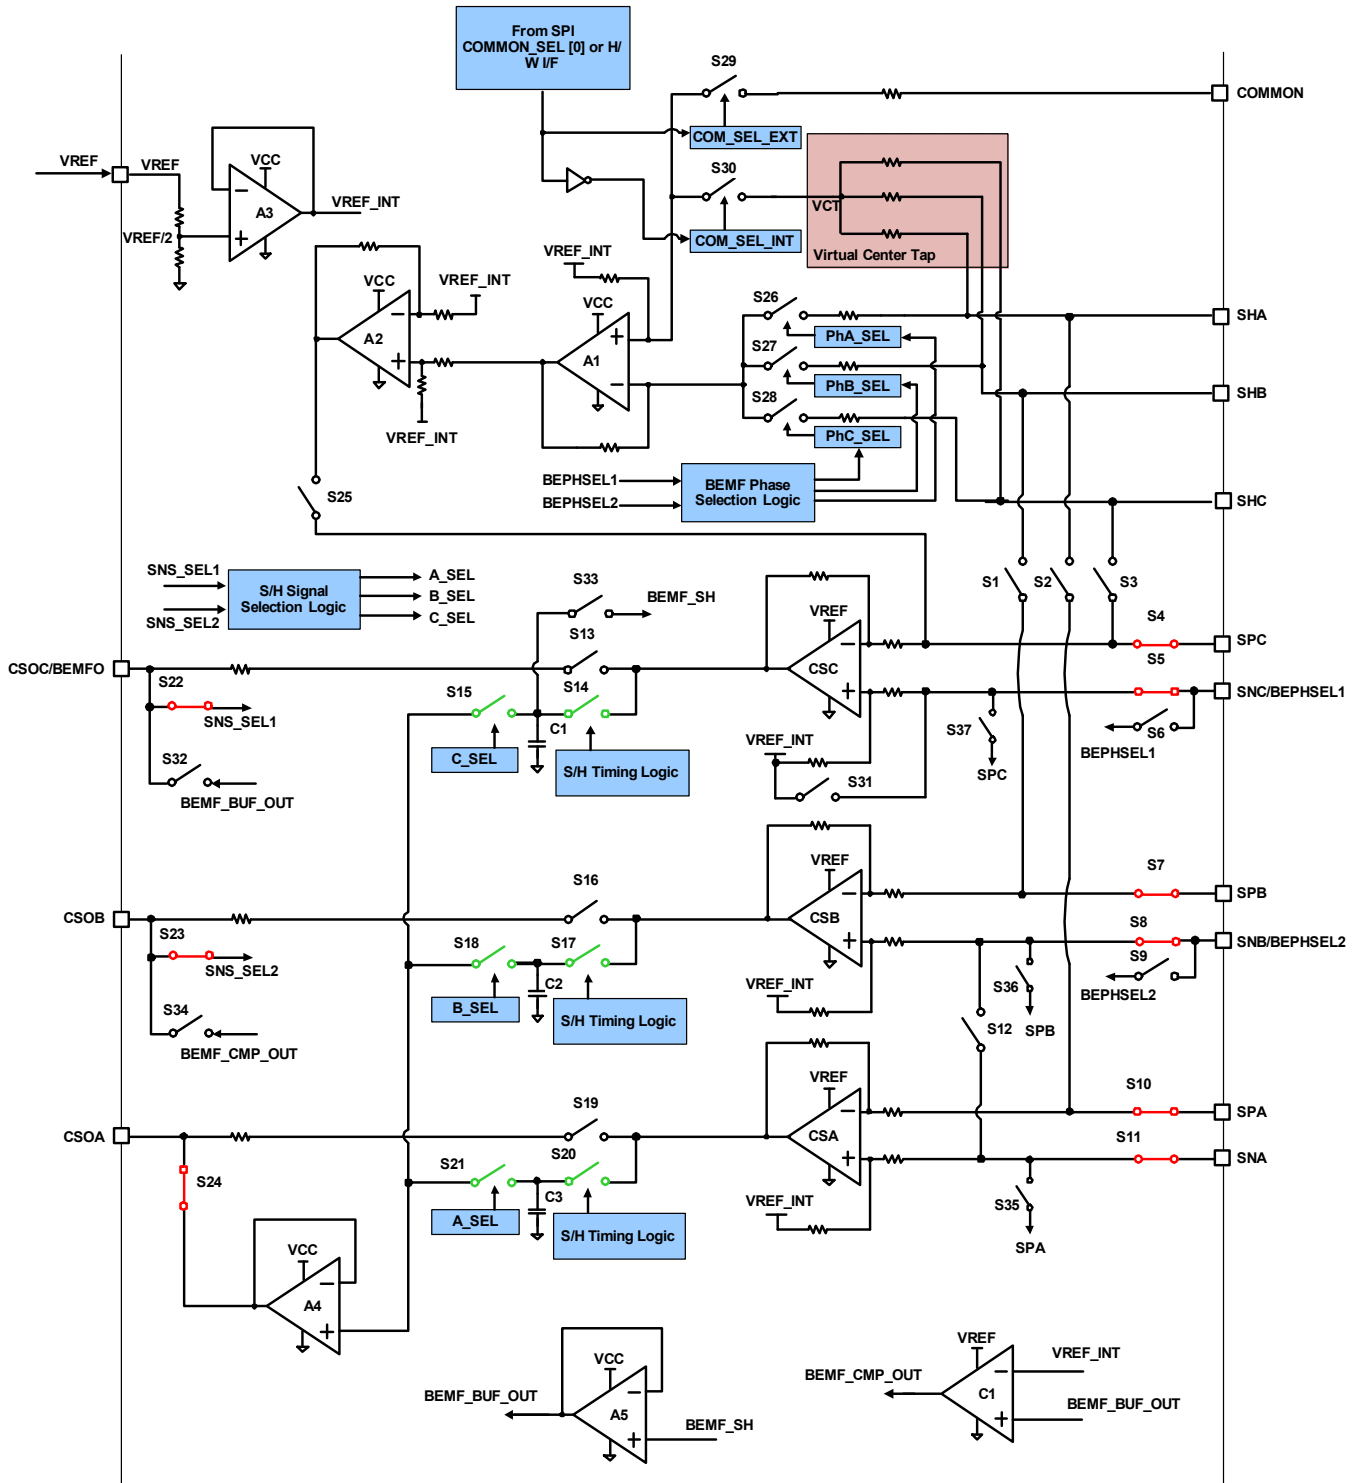 From SPI
COMMON_SEL [0] or H/
W I/F
S29
COMMON
COM_SEL_EXT
VREF
VREF
VCC
A3
VREF_INT
VREF/2
S30
VCT
COM_SEL_INT
Virtual Center Tap
VREF_INT
VREF_INT
VCC
A2
VCC
A1
S26
PhA_SEL
SHA
S27
PhB_SEL
SHB
S28
PhC_SEL
VREF_INT
S25
BEPHSEL1
BEPHSEL2
BEMF Phase
Selection Logic
SHC
SNS_SEL1
SNS_SEL2
S/H Signal
Selection Logic
A_SEL
B_SEL
C_SEL
S33
BEMF_SH
S1
S2
S3
S4
SPC
S5
CSOC/BEMFO
S13
VREF
CSC
S22
SNS_SEL1
S15
S14
C1
C_SEL
S/H Timing Logic
SNC/BEPHSEL1
S6
BEPHSEL1
S37
SPC
VREF_INT
S31
S32
BEMF_BUF_OUT
CSOB
S16
VREF
CSB
S7
SPB
S23
SNS_SEL2
S18
S17
C2
B_SEL
S/H Timing Logic
S8
SNB/BEPHSEL2
S9
BEPHSEL2
S36
SPB
VREF_INT
S12
S34
BEMF_CMP_OUT
CSOA
S19
VREF
CSA
S10
SPA
S11
SNA
S24
S21
S20
C3
A_SEL
S/H Timing Logic
VREF_INT
S35
SPA
VCC
A4
BEMF_BUF_OUT
VCC
A5
BEMF_SH
BEMF_CMP_OUT
VREF
C1
VREF_INT
BEMF_BUF_OUT